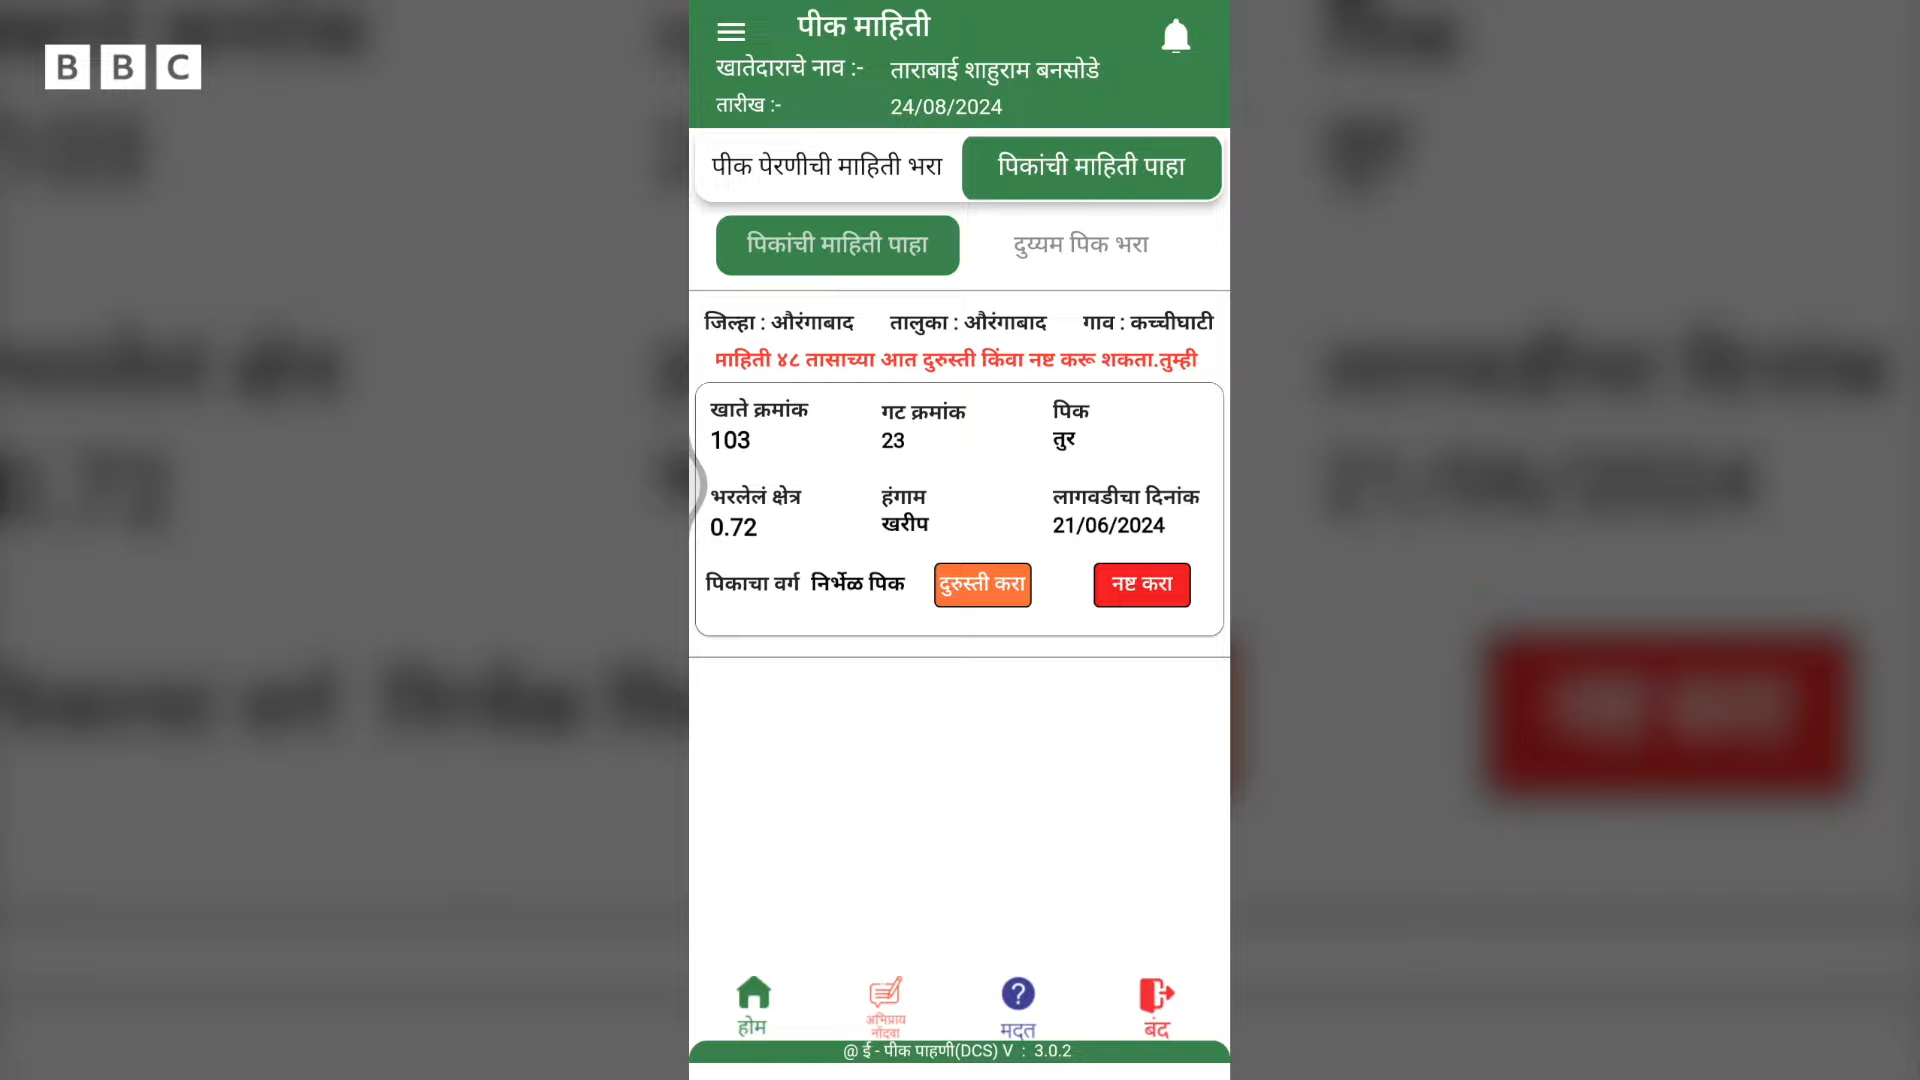 BBC
पीक माहिती
खातेदाराचे नाव :- ताराबाई शाहुराम बनसोडे
तारीख :- 24/08/2024
पीक पेरणीची माहिती भरा पिकांची माहिती पाहा
पिकांची माहिती पाहा दुय्यम पिक भरा
जिल्हा : औरंगाबाद तालुका : औरंगाबाद गाव : कच्चीघाटी
माहिती ४८ तासाच्या आत दुरुस्ती किंवा नष्ट करू शकता.तुम्ही
खाते क्रमांक गट क्रमांक पिक
103 23 तुर
भरलेलं क्षेत्र हंगाम लागवडीचा दिनांक
0.72 खरीप 21/06/2024
पिकाचा वर्ग निर्भेळ पिक दुरुस्ती करा नष्ट करा
होम अभिप्राय नोंदवा मदत बंद
@ ई - पीक पाहणी(DCS) V : 3.0.2